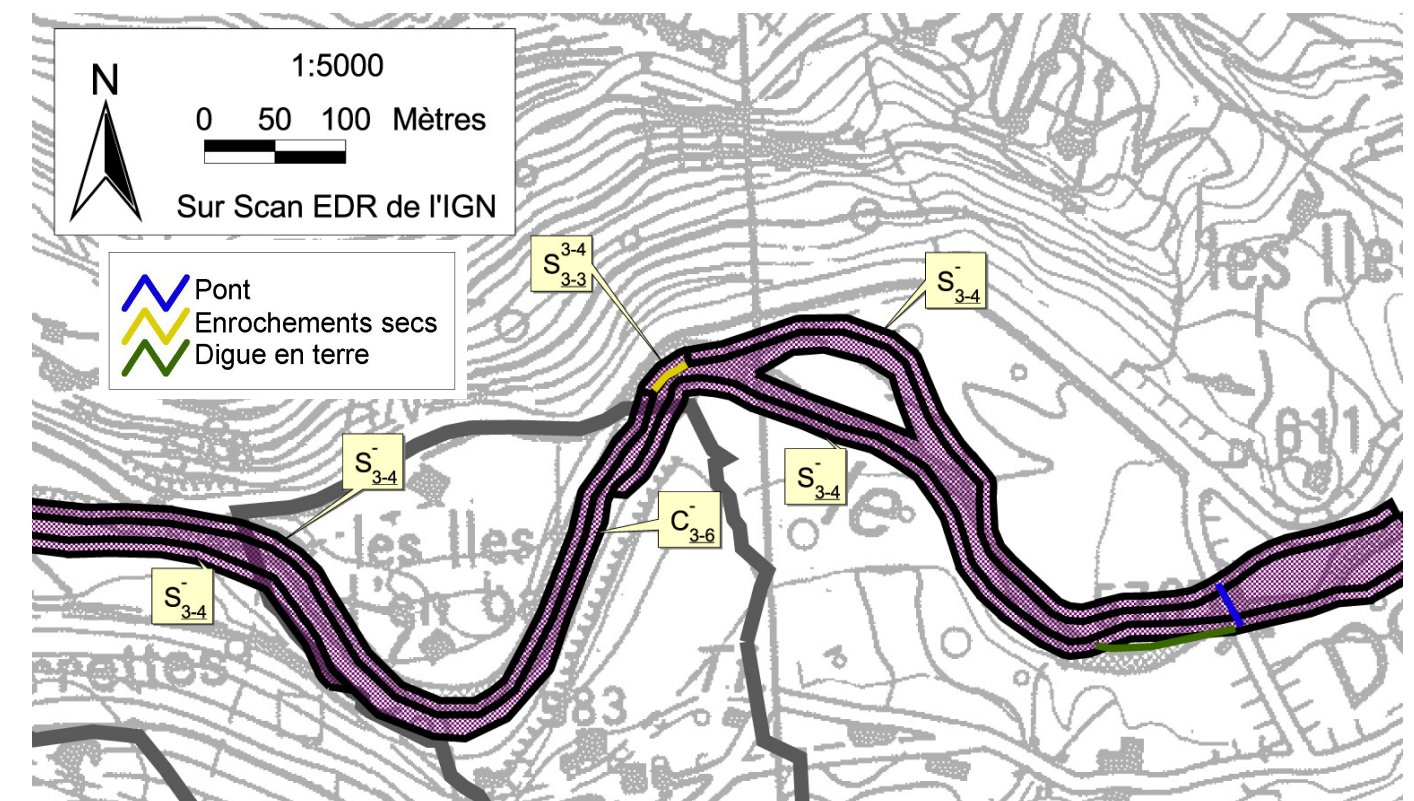 N
1:5000
0 50 100 Mètres
Sur Scan EDR de l'IGN
Pont
Enrochements secs
Digue en terre
S 3-4 3-3
S - 3-4
les Iles
611
S - 3-4
S - 3-4
C - 3-6
les Iles
S - 3-4
983